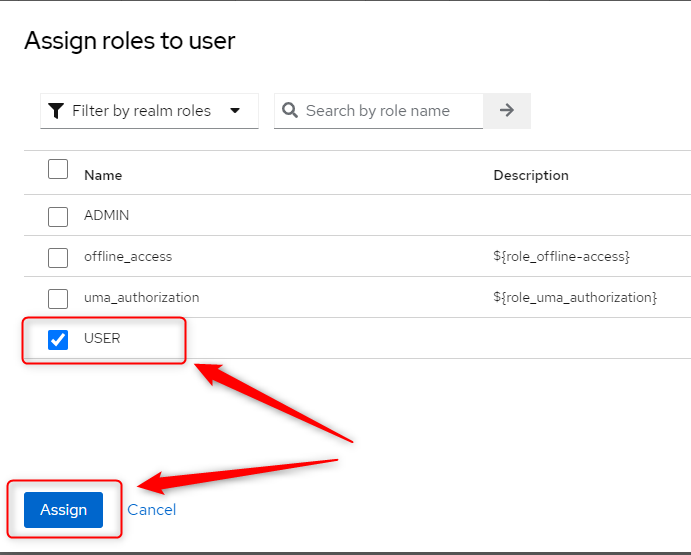 Assign roles to user
Filter by realm roles Search by role name
Name Description
ADMIN
offline_access ${role_offline-access}
uma_authorization ${role_uma_authorization}
USER
Assign Cancel